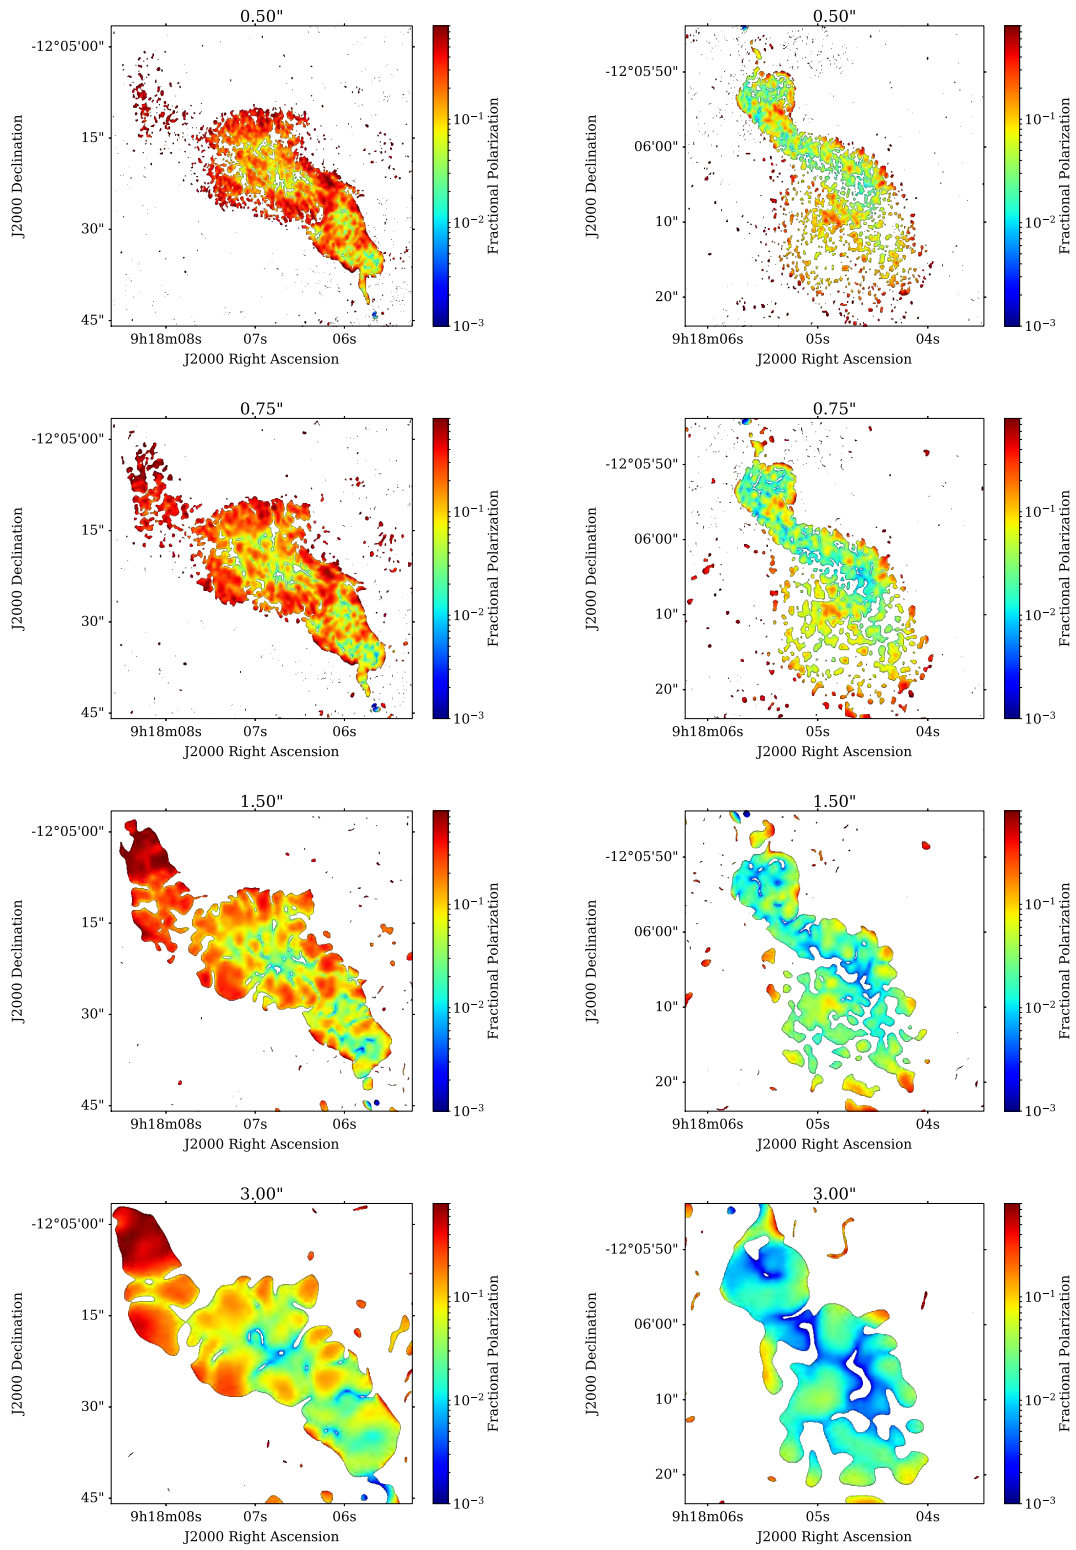 0.50"
-12°05'00"
15"
30"
45"
9h18m08s 07s 06s
J2000 Right Ascension
J2000 Declination
10⁻¹
10⁻²
10⁻³
Fractional Polarization
0.50"
-12°05'50"
06'00"
10"
20"
9h18m06s 05s 04s
J2000 Right Ascension
J2000 Declination
10⁻¹
10⁻²
10⁻³
Fractional Polarization
0.75"
-12°05'00"
15"
30"
45"
9h18m08s 07s 06s
J2000 Right Ascension
J2000 Declination
10⁻¹
10⁻²
10⁻³
Fractional Polarization
0.75"
-12°05'50"
06'00"
10"
20"
9h18m06s 05s 04s
J2000 Right Ascension
J2000 Declination
10⁻¹
10⁻²
10⁻³
Fractional Polarization
1.50"
-12°05'00"
15"
30"
45"
9h18m08s 07s 06s
J2000 Right Ascension
J2000 Declination
10⁻¹
10⁻²
10⁻³
Fractional Polarization
1.50"
-12°05'50"
06'00"
10"
20"
9h18m06s 05s 04s
J2000 Right Ascension
J2000 Declination
10⁻¹
10⁻²
10⁻³
Fractional Polarization
3.00"
-12°05'00"
15"
30"
45"
9h18m08s 07s 06s
J2000 Right Ascension
J2000 Declination
10⁻¹
10⁻²
10⁻³
Fractional Polarization
3.00"
-12°05'50"
06'00"
10"
20"
9h18m06s 05s 04s
J2000 Right Ascension
J2000 Declination
10⁻¹
10⁻²
10⁻³
Fractional Polarization